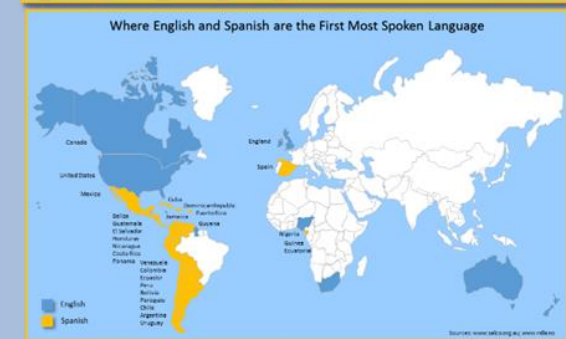 Where English and Spanish are the First Most Spoken Language
Canada
United States
Mexico
Cuba
Dominican Republic
Puerto Rico
Jamaica
Guyana
Belize
Guatemala
El Salvador
Honduras
Nicaragua
Costa Rica
Panama
Venezuela
Colombia
Ecuador
Peru
Bolivia
Chile
Argentina
Uruguay
England
Spain
Nigeria
Guinea
Ecuatorial
English
Spanish